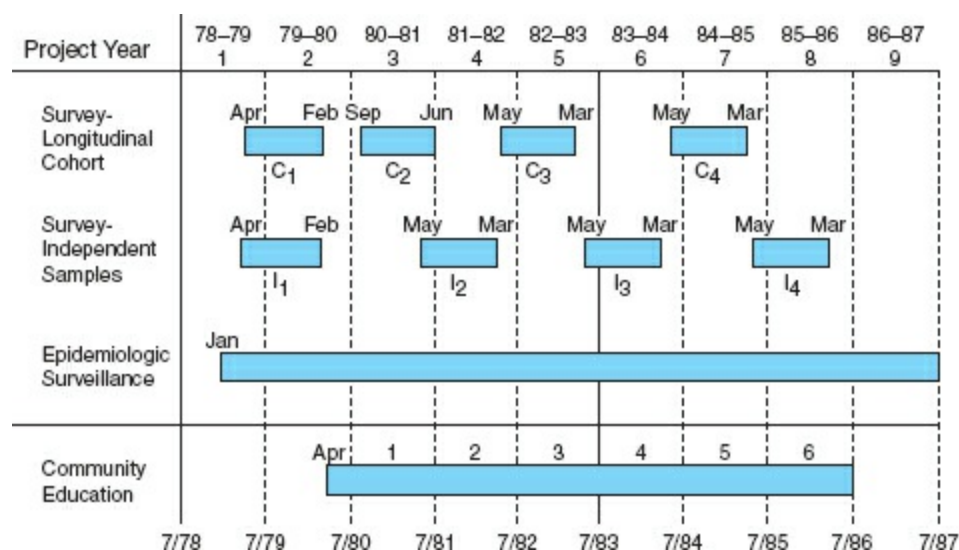 Project Year
78–79 79–80 80–81 81–82 82–83 83–84 84–85 85–86 86–87
1 2 3 4 5 6 7 8 9
Survey-
Longitudinal
Cohort
Apr Feb Sep Jun May Mar May Mar
C1 C2 C3 C4
Survey-
Independent
Samples
Apr Feb May Mar May Mar May Mar
I1 I2 I3 I4
Jan
Epidemiologic
Surveillance
Apr 1 2 3 4 5 6
Community
Education
7/78 7/79 7/80 7/81 7/82 7/83 7/84 7/85 7/86 7/87